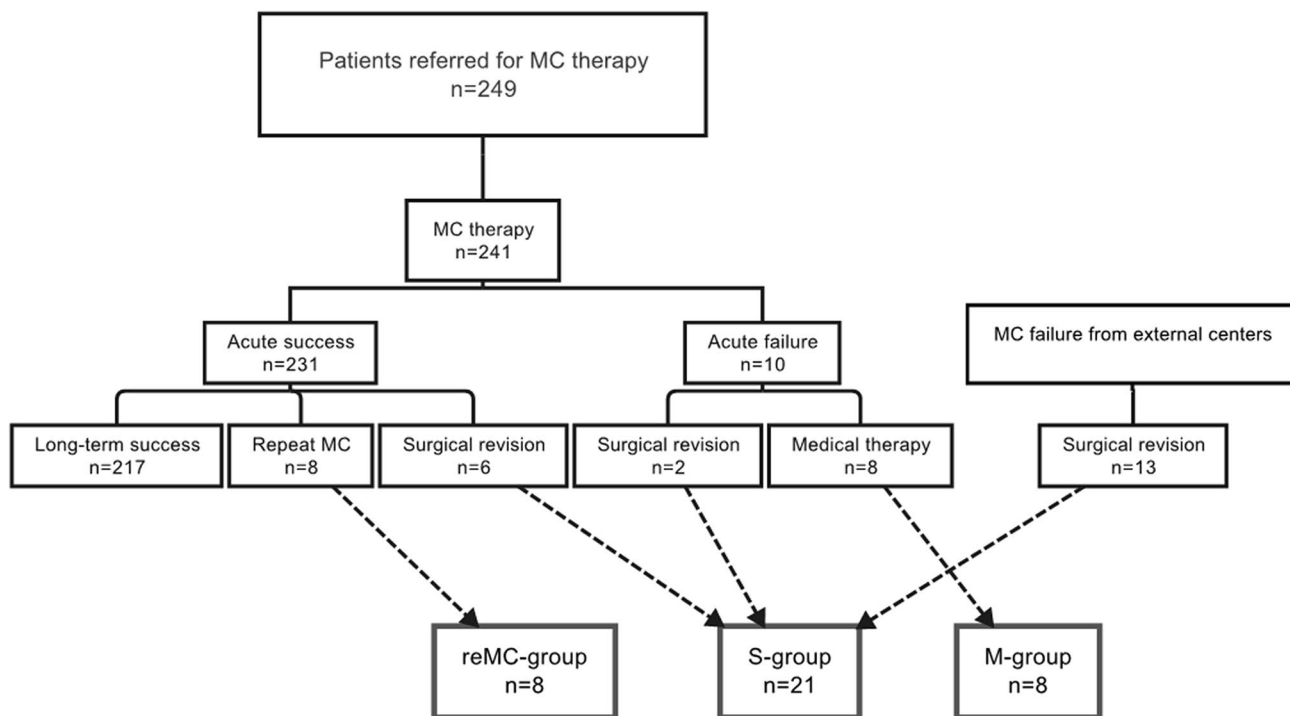 Patients referred for MC therapy
n=249
MC therapy
n=241
Acute success
n=231
Acute failure
n=10
MC failure from external centers
Long-term success
n=217
Repeat MC
n=8
Surgical revision
n=6
Surgical revision
n=2
Medical therapy
n=8
Surgical revision
n=13
reMC-group
n=8
S-group
n=21
M-group
n=8